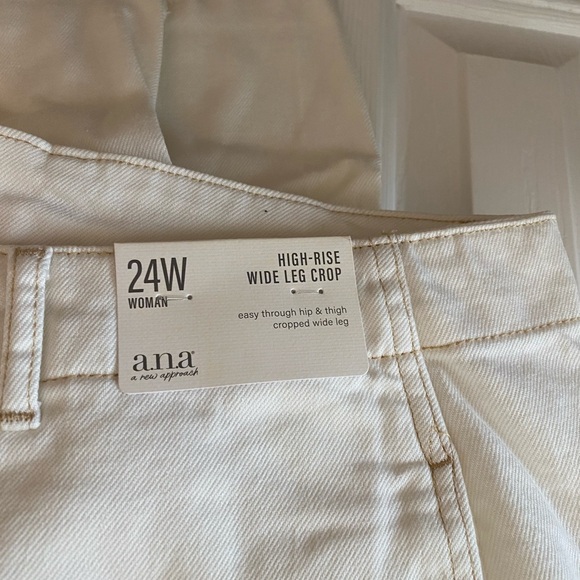 24W
WOMAN
HIGH-RISE
WIDE LEG CROP
easy through hip & thigh
cropped wide leg
a.n.a
a new approach